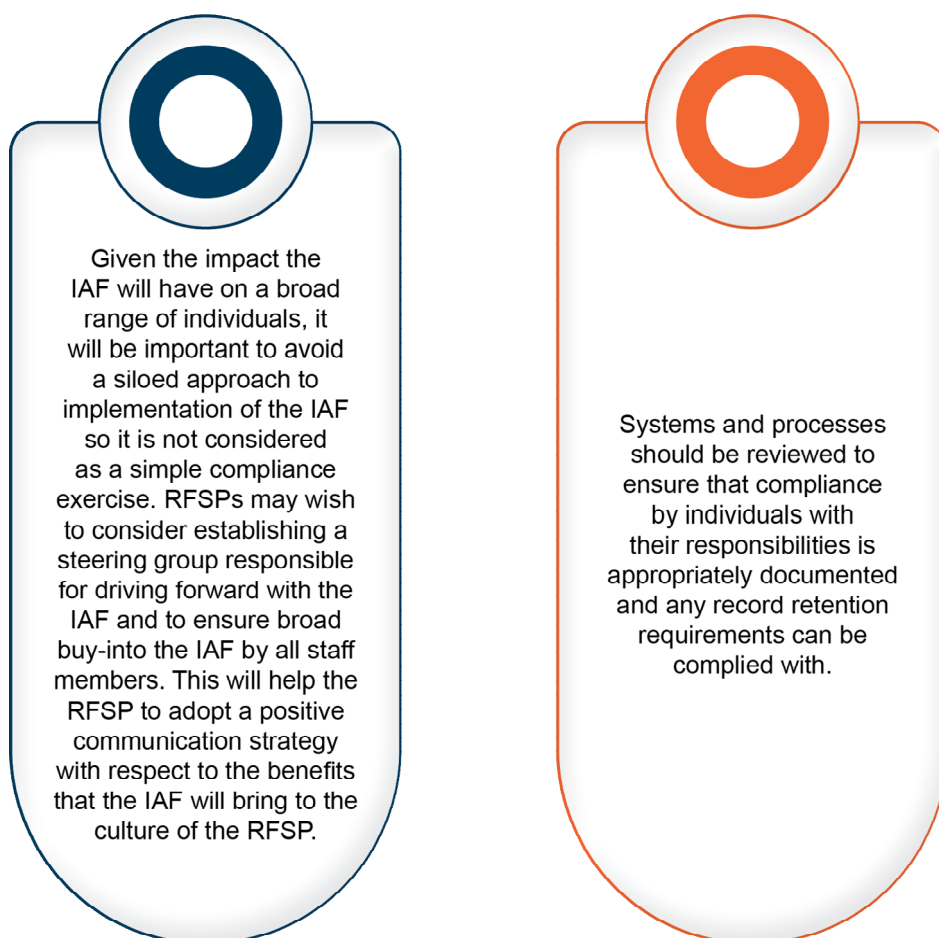 Given the impact the
IAF will have on a broad
range of individuals, it
will be important to avoid
a siloed approach to
implementation of the IAF
so it is not considered
as a simple compliance
exercise. RFSPs may wish
to consider establishing a
steering group responsible
for driving forward with the
IAF and to ensure broad
buy-into the IAF by all staff
members. This will help the
RFSP to adopt a positive
communication strategy
with respect to the benefits
that the IAF will bring to the
culture of the RFSP.
Systems and processes
should be reviewed to
ensure that compliance
by individuals with
their responsibilities is
appropriately documented
and any record retention
requirements can be
complied with.